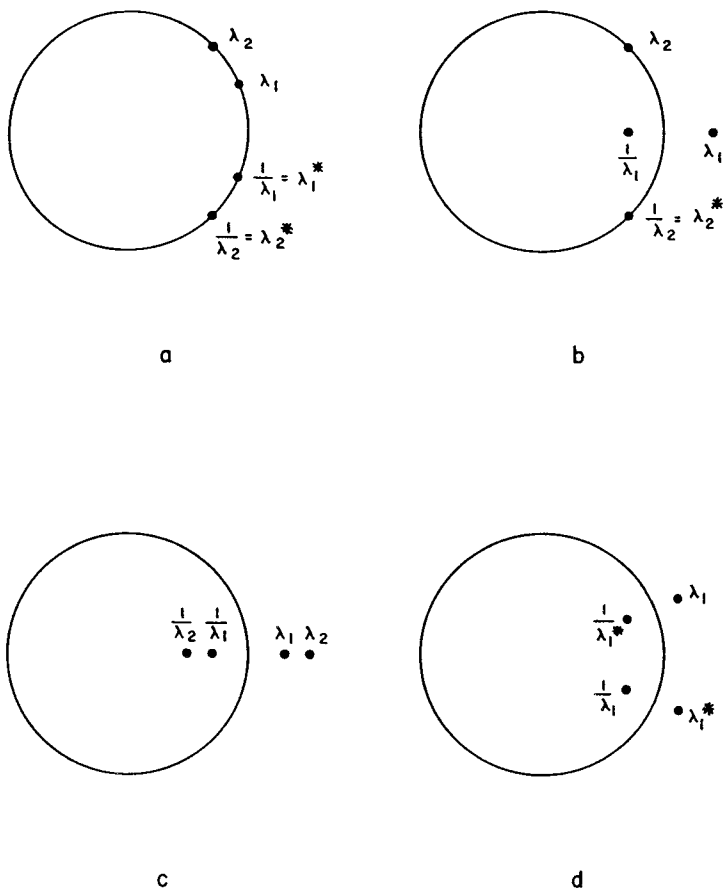 λ₂
λ₁
1/λ₁ = λ₁*
1/λ₂ = λ₂*
a
λ₂
1/λ₁
λ₁
1/λ₂ = λ₂*
b
1/λ₂ 1/λ₁ λ₁ λ₂
c
λ₁
1/λ₁*
1/λ₁
λ₁*
d